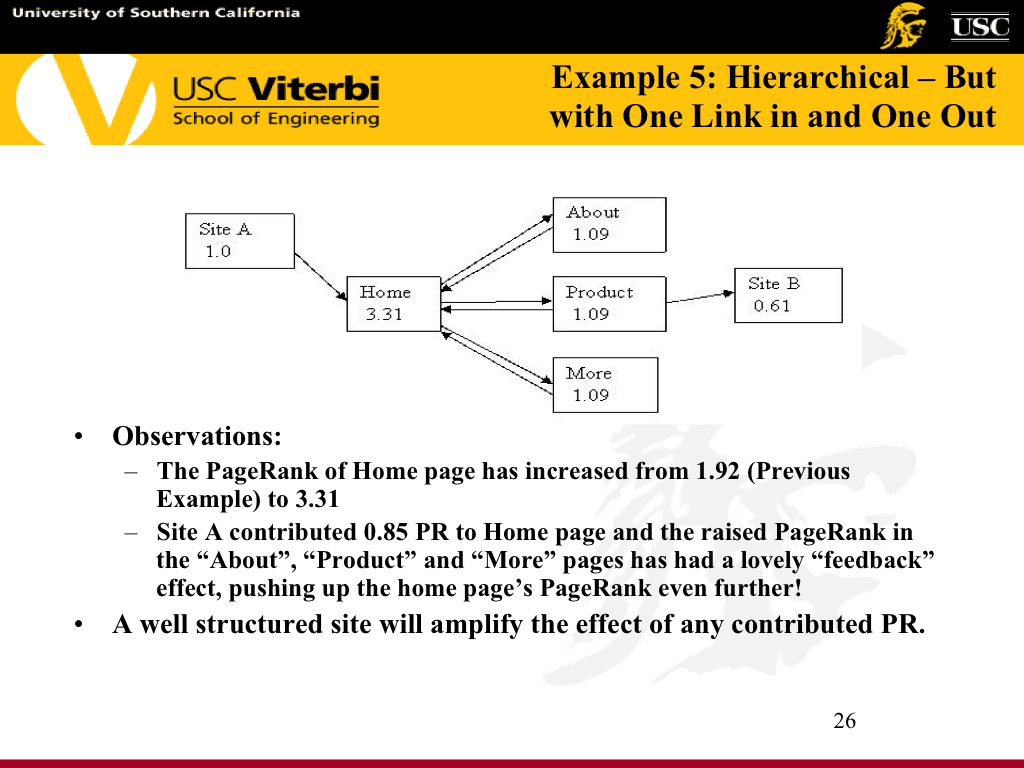 University of Southern California
USC
USC Viterbi
School of Engineering
Example 5: Hierarchical – But
with One Link in and One Out
Site A
1.0
Home
3.31
About
1.09
Product
1.09
More
1.09
Site B
0.61
• Observations:
– The PageRank of Home page has increased from 1.92 (Previous
Example) to 3.31
– Site A contributed 0.85 PR to Home page and the raised PageRank in
the “About”, “Product” and “More” pages has had a lovely “feedback”
effect, pushing up the home page’s PageRank even further!
• A well structured site will amplify the effect of any contributed PR.
26